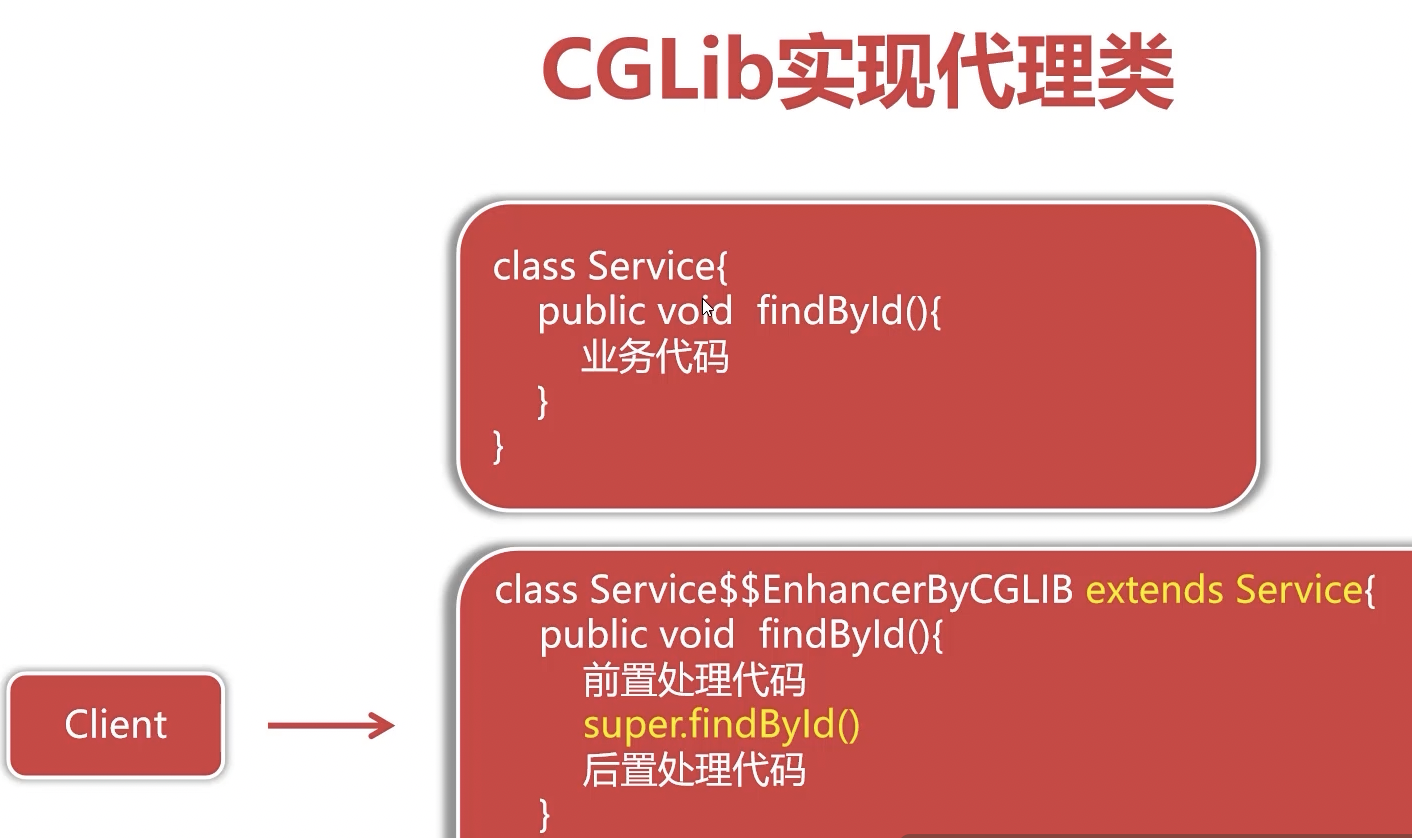 CGLib实现代理类
class Service{
public void findById(){
业务代码
}
}
class Service$$EnhancerByCGLIB extends Service{
public void findById(){
前置处理代码
super.findById()
后置处理代码
}
Client